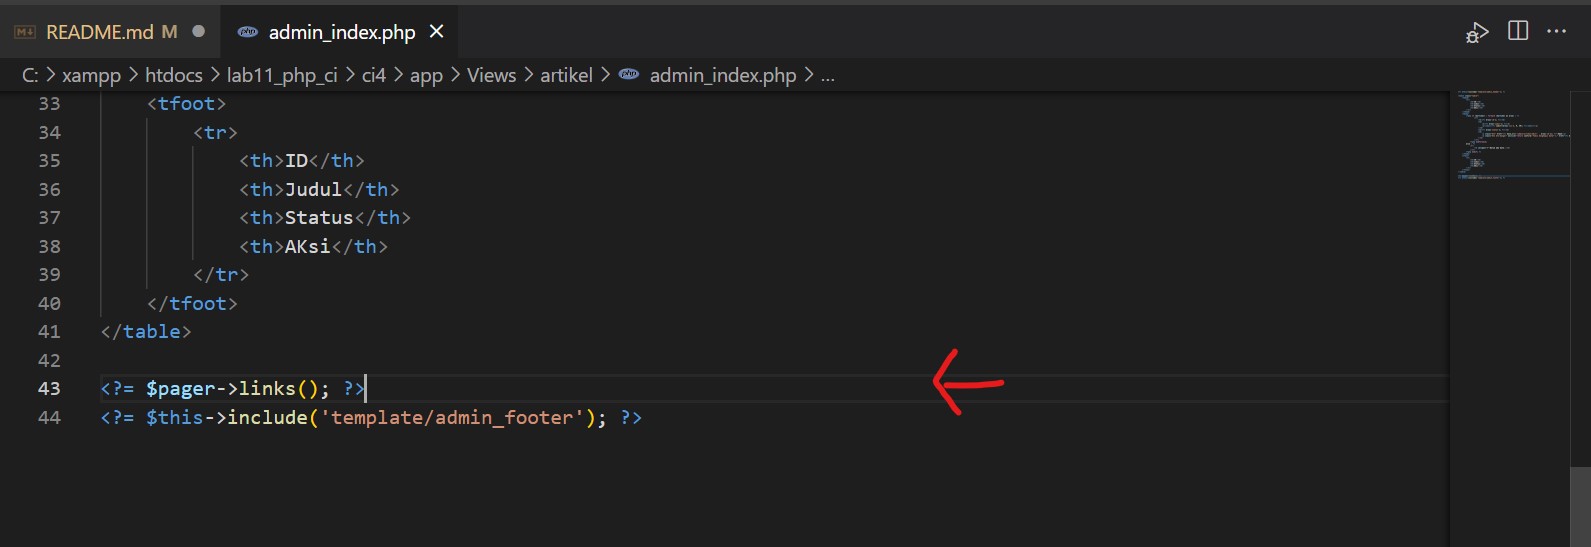 README.md M
admin_index.php
C: > xampp > htdocs > lab11_php_ci > ci4 > app > Views > artikel > admin_index.php > ...
33 <tfoot>
34 <tr>
35 <th>ID</th>
36 <th>Judul</th>
37 <th>Status</th>
38 <th>AKsi</th>
39 </tr>
40 </tfoot>
41 </table>
42
43 <?= $pager->links(); ?>
44 <?= $this->include('template/admin_footer'); ?>